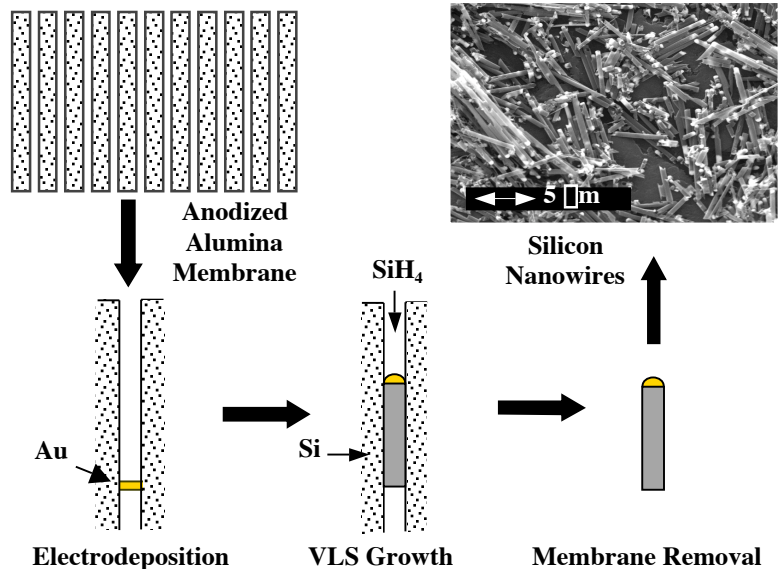 Anodized
Alumina
Membrane
5 m
Silicon
Nanowires
SiH₄
Au
Si
Electrodeposition
VLS Growth
Membrane Removal